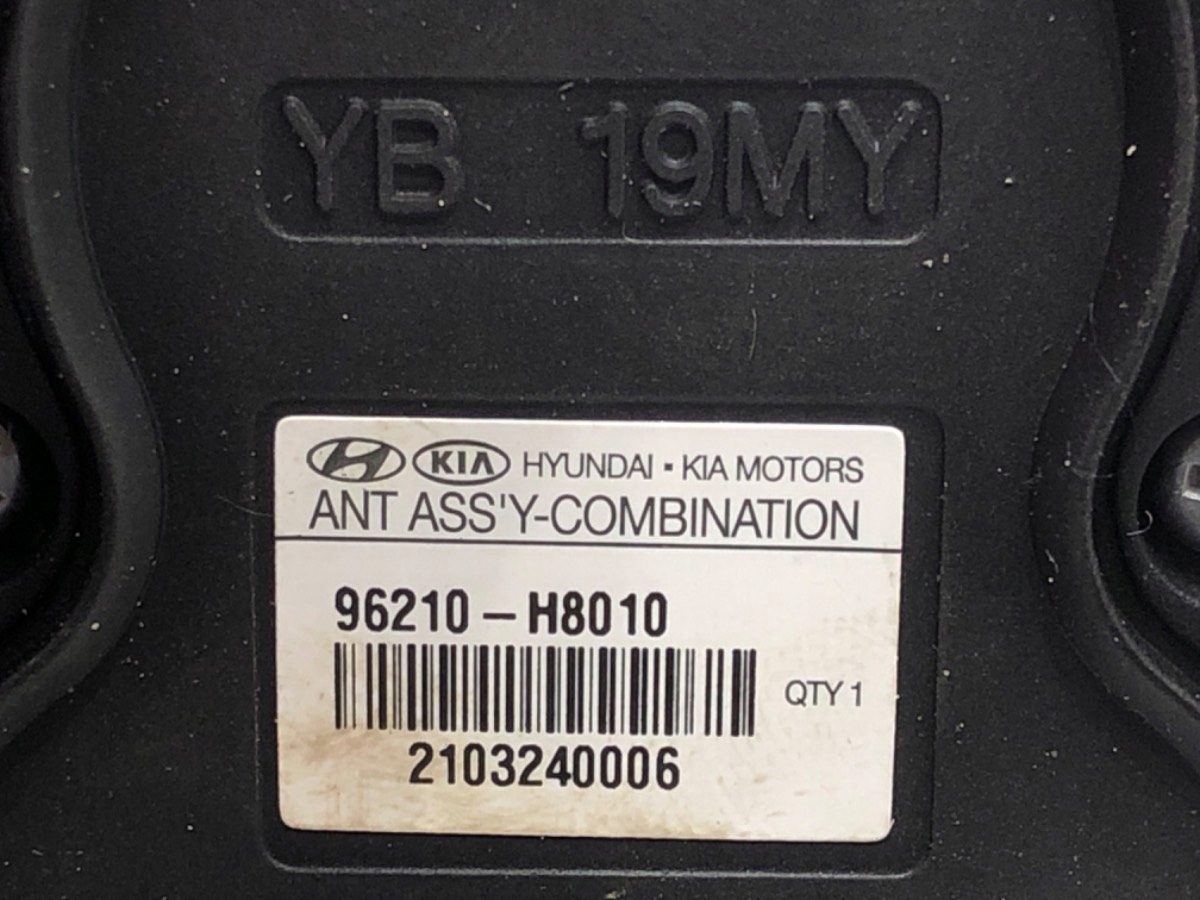 YB 19MY
KIA HYUNDAI ▪ KIA MOTORS
ANT ASS'Y-COMBINATION
96210 – H8010
QTY 1
2103240006